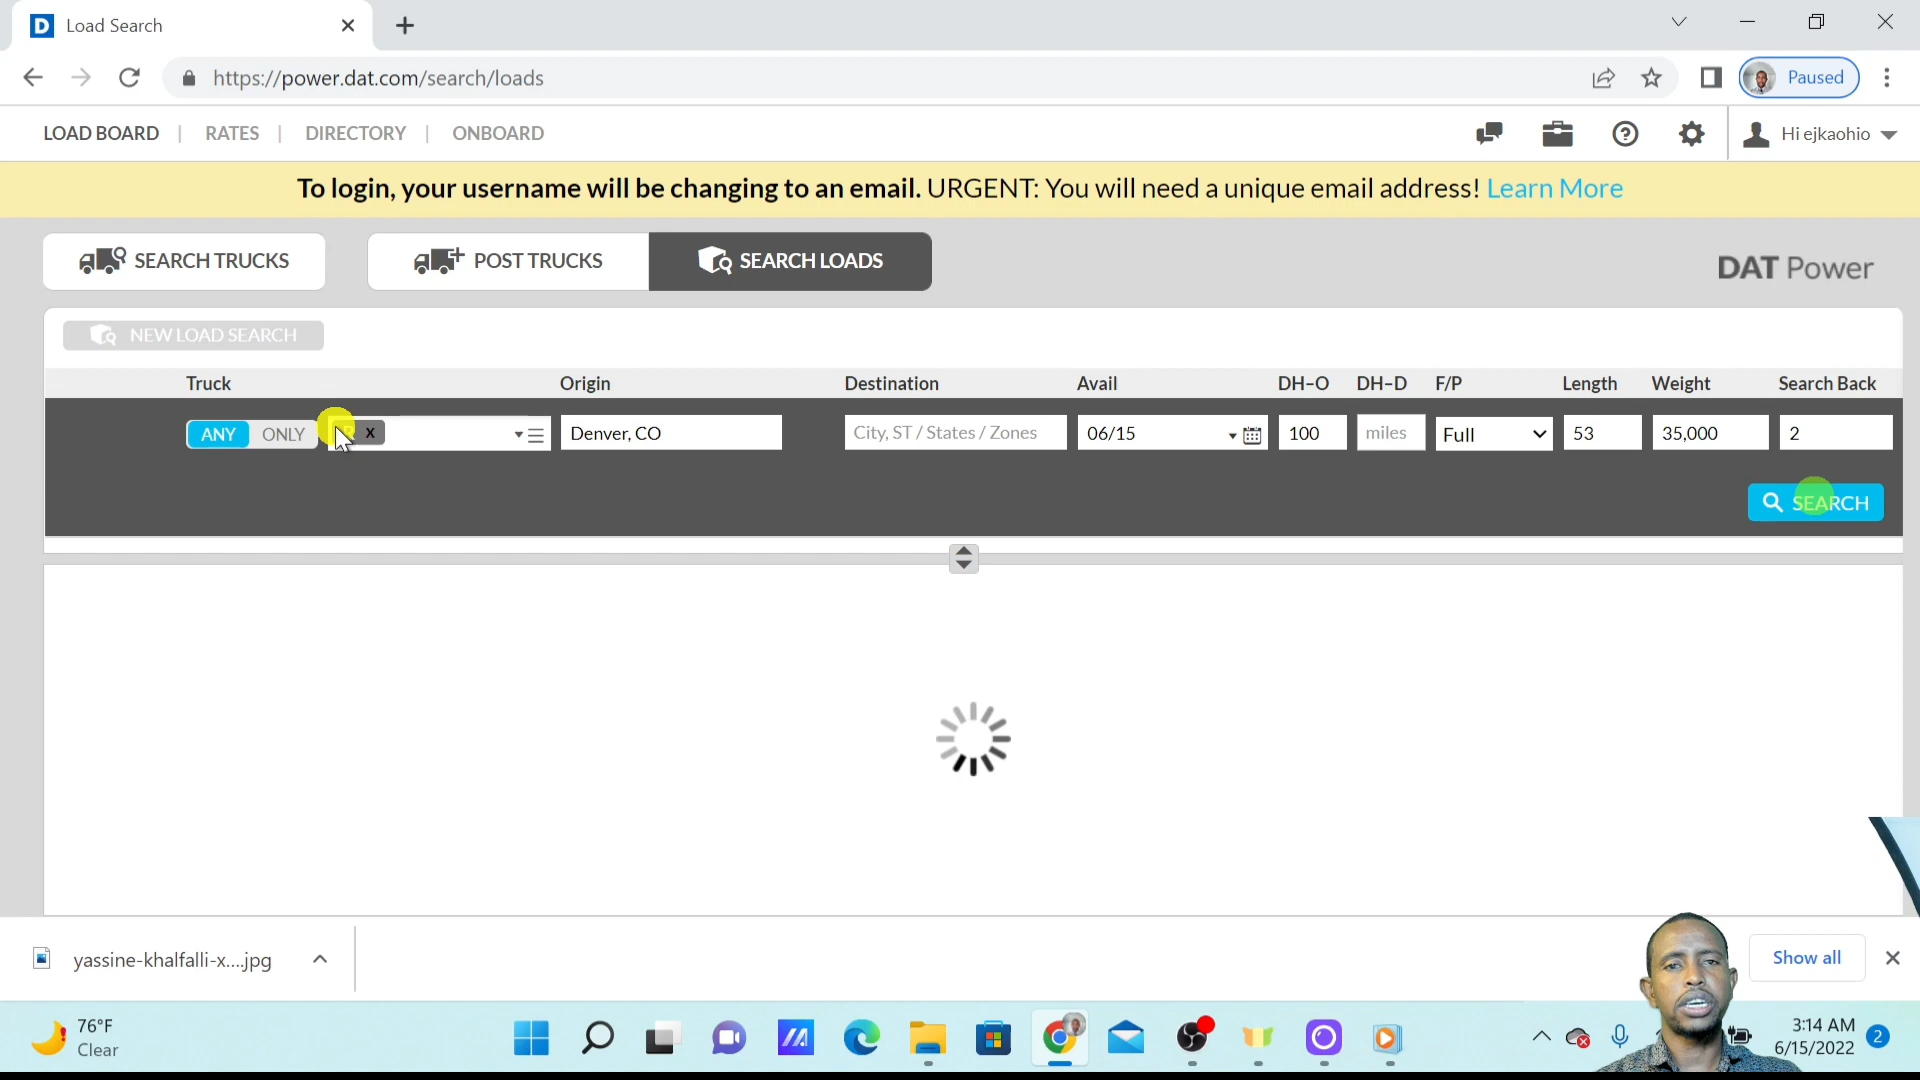 D Load Search
https://power.dat.com/search/loads
Paused
LOAD BOARD | RATES | DIRECTORY | ONBOARD
Hi ejkaohio
To login, your username will be changing to an email. URGENT: You will need a unique email address! Learn More
SEARCH TRUCKS
POST TRUCKS
SEARCH LOADS
DAT Power
NEW LOAD SEARCH
Truck Origin Destination Avail DH-O DH-D F/P Length Weight Search Back
ANY ONLY X Denver, CO City, ST / States / Zones 06/15 100 miles Full 53 35,000 2
SEARCH
yassine-khalfalli-x....jpg
Show all
76°F
Clear
3:14 AM
6/15/2022
2